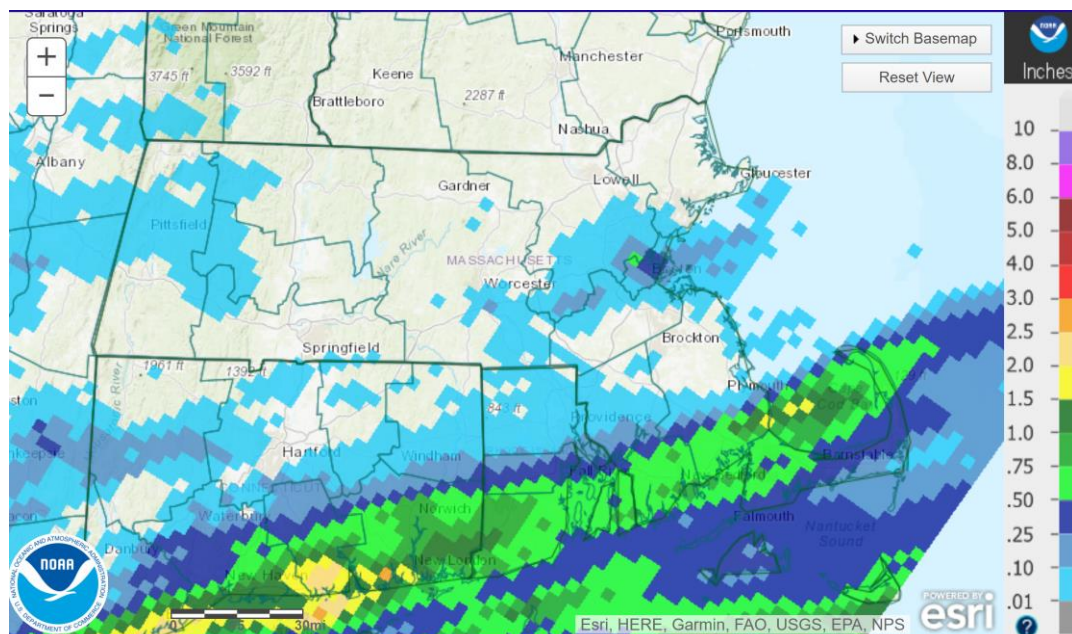 Saratoga
Springs
Green Mountain
National Forest
Portsmouth
Manchester
Switch Basemap
Reset View
Inches
+
−
3745 ft
3592 ft
Keene
Brattleboro
2287 ft
Nashua
Albany
Gardner
Lowell
Gloucester
Pittsfield
Ware River
MASSACHUSETTS
Worcester
Springfield
Brockton
1961 ft
1392 ft
Plymouth
843 ft
Providence
Hartford
Windham
Barnstable
CONNECTICUT
Norwich
Waterbury
Falmouth
Nantucket
Sound
Danbury
New Haven
New London
10
8.0
6.0
5.0
4.0
3.0
2.5
2.0
1.5
1.0
.75
.50
.25
.10
.01
?
NATIONAL OCEANIC AND ATMOSPHERIC ADMINISTRATION
U.S. DEPARTMENT OF COMMERCE
NOAA
0
30mi
Esri, HERE, Garmin, FAO, USGS, EPA, NPS
POWERED BY
esri